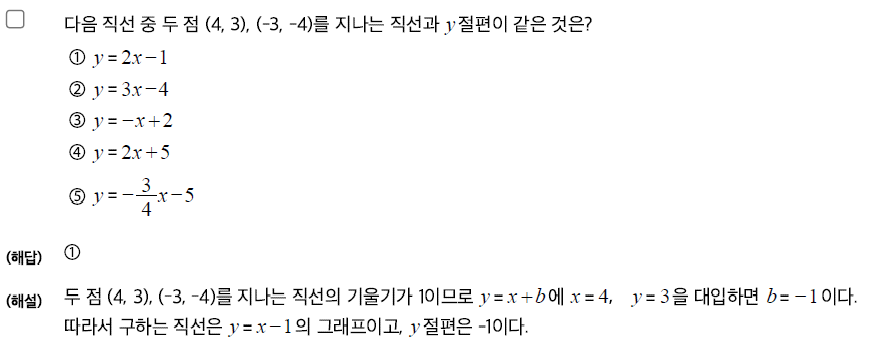 다음 직선 중 두 점 (4, 3), (-3, -4)를 지나는 직선과 y절편이 같은 것은?
① y=2x-1
② y=3x-4
③ y=-x+2
④ y=2x+5
⑤ y=-3/4x-5
(해답) ①
(해설) 두 점 (4, 3), (-3, -4)를 지나는 직선의 기울기가 1이므로 y=x+b에 x=4, y=3을 대입하면 b=-1이다.
따라서 구하는 직선은 y=x-1의 그래프이고, y절편은 -1이다.